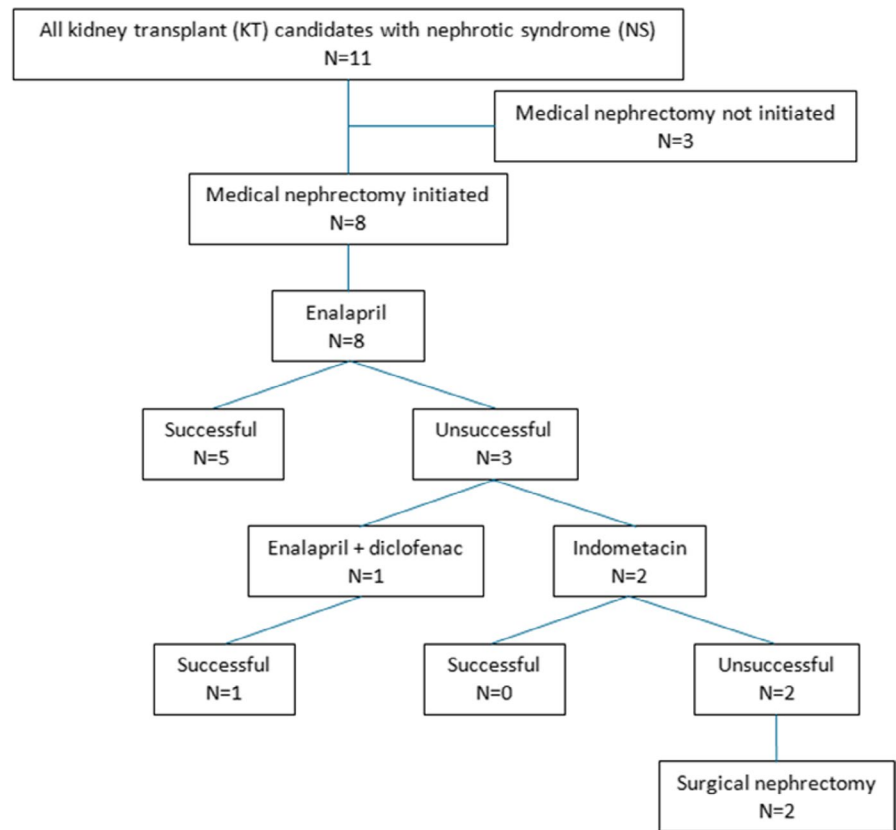 All kidney transplant (KT) candidates with nephrotic syndrome (NS)
N=11
Medical nephrectomy not initiated
N=3
Medical nephrectomy initiated
N=8
Enalapril
N=8
Successful
N=5
Unsuccessful
N=3
Enalapril + diclofenac
N=1
Indometacin
N=2
Successful
N=1
Successful
N=0
Unsuccessful
N=2
Surgical nephrectomy
N=2